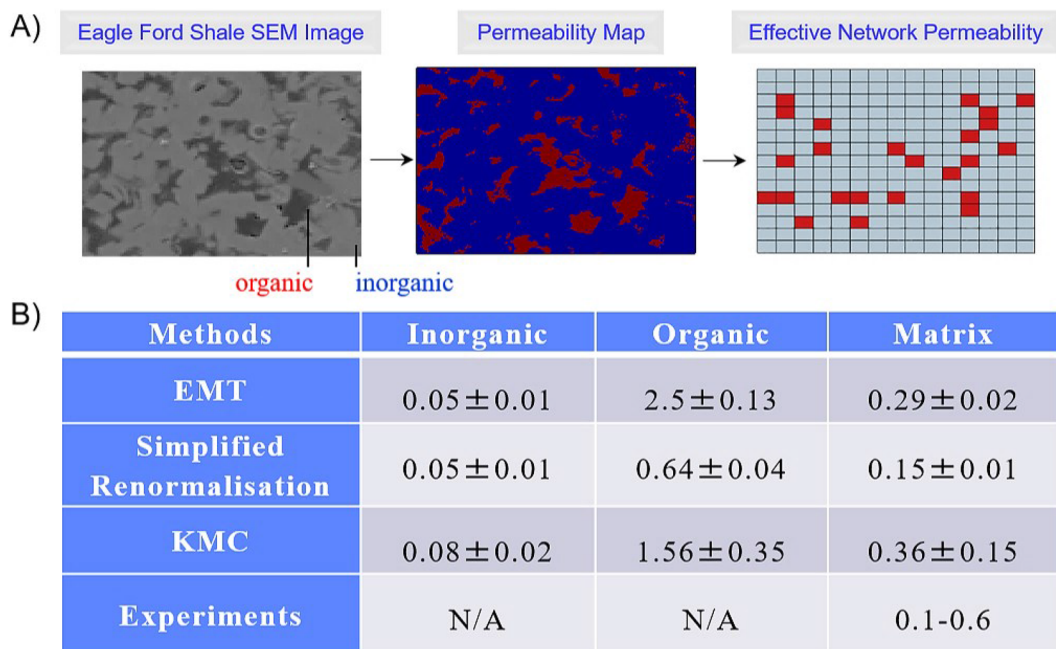 A)
Eagle Ford Shale SEM Image
Permeability Map
Effective Network Permeability
organic
inorganic
B)
Methods Inorganic Organic Matrix
EMT 0.05±0.01 2.5±0.13 0.29±0.02
Simplified
Renormalisation 0.05±0.01 0.64±0.04 0.15±0.01
KMC 0.08±0.02 1.56±0.35 0.36±0.15
Experiments N/A N/A 0.1-0.6